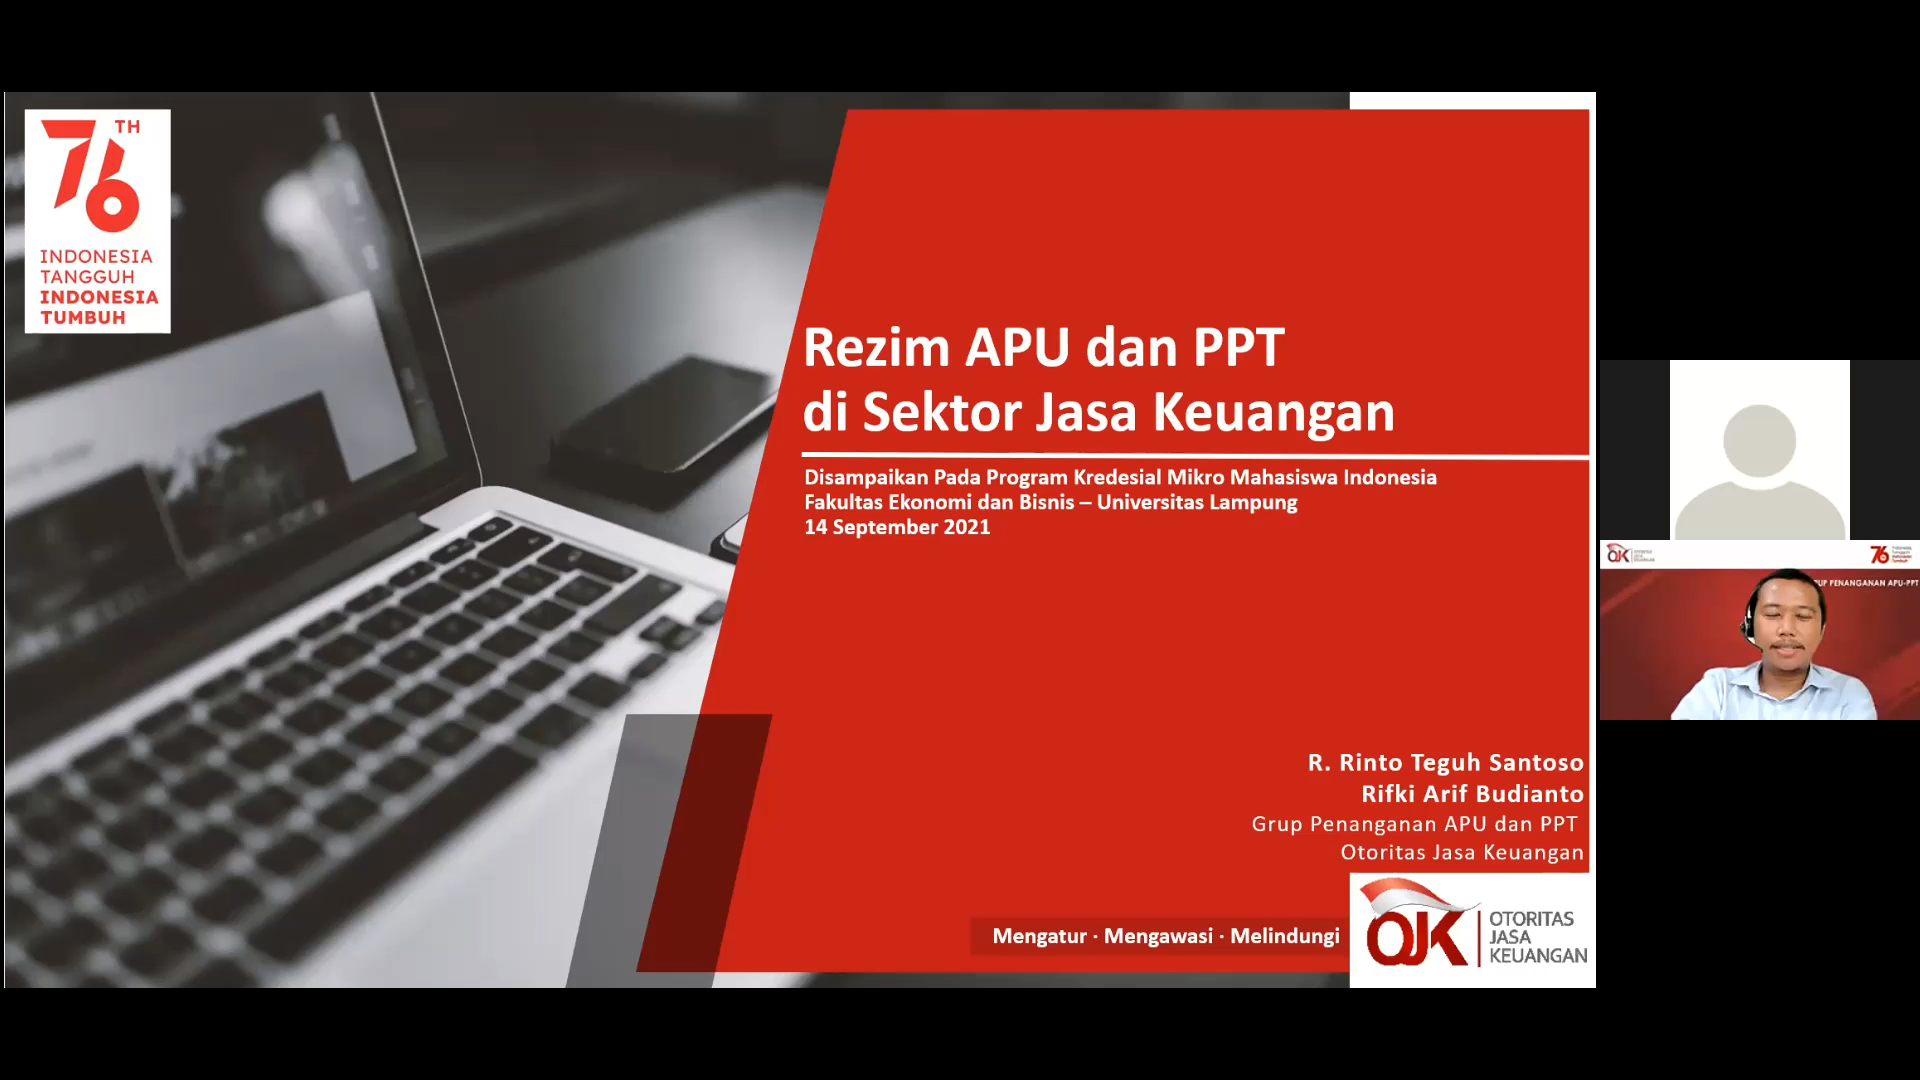 76TH
INDONESIA
TANGGUH
INDONESIA
TUMBUH
Rezim APU dan PPT
di Sektor Jasa Keuangan
Disampaikan Pada Program Kredesial Mikro Mahasiswa Indonesia
Fakultas Ekonomi dan Bisnis – Universitas Lampung
14 September 2021
R. Rinto Teguh Santoso
Rifki Arif Budianto
Grup Penanganan APU dan PPT
Otoritas Jasa Keuangan
Mengatur · Mengawasi · Melindungi
OJK
OTORITAS
JASA
KEUANGAN
OJK
76
UP PENANGANAN APU-PPT